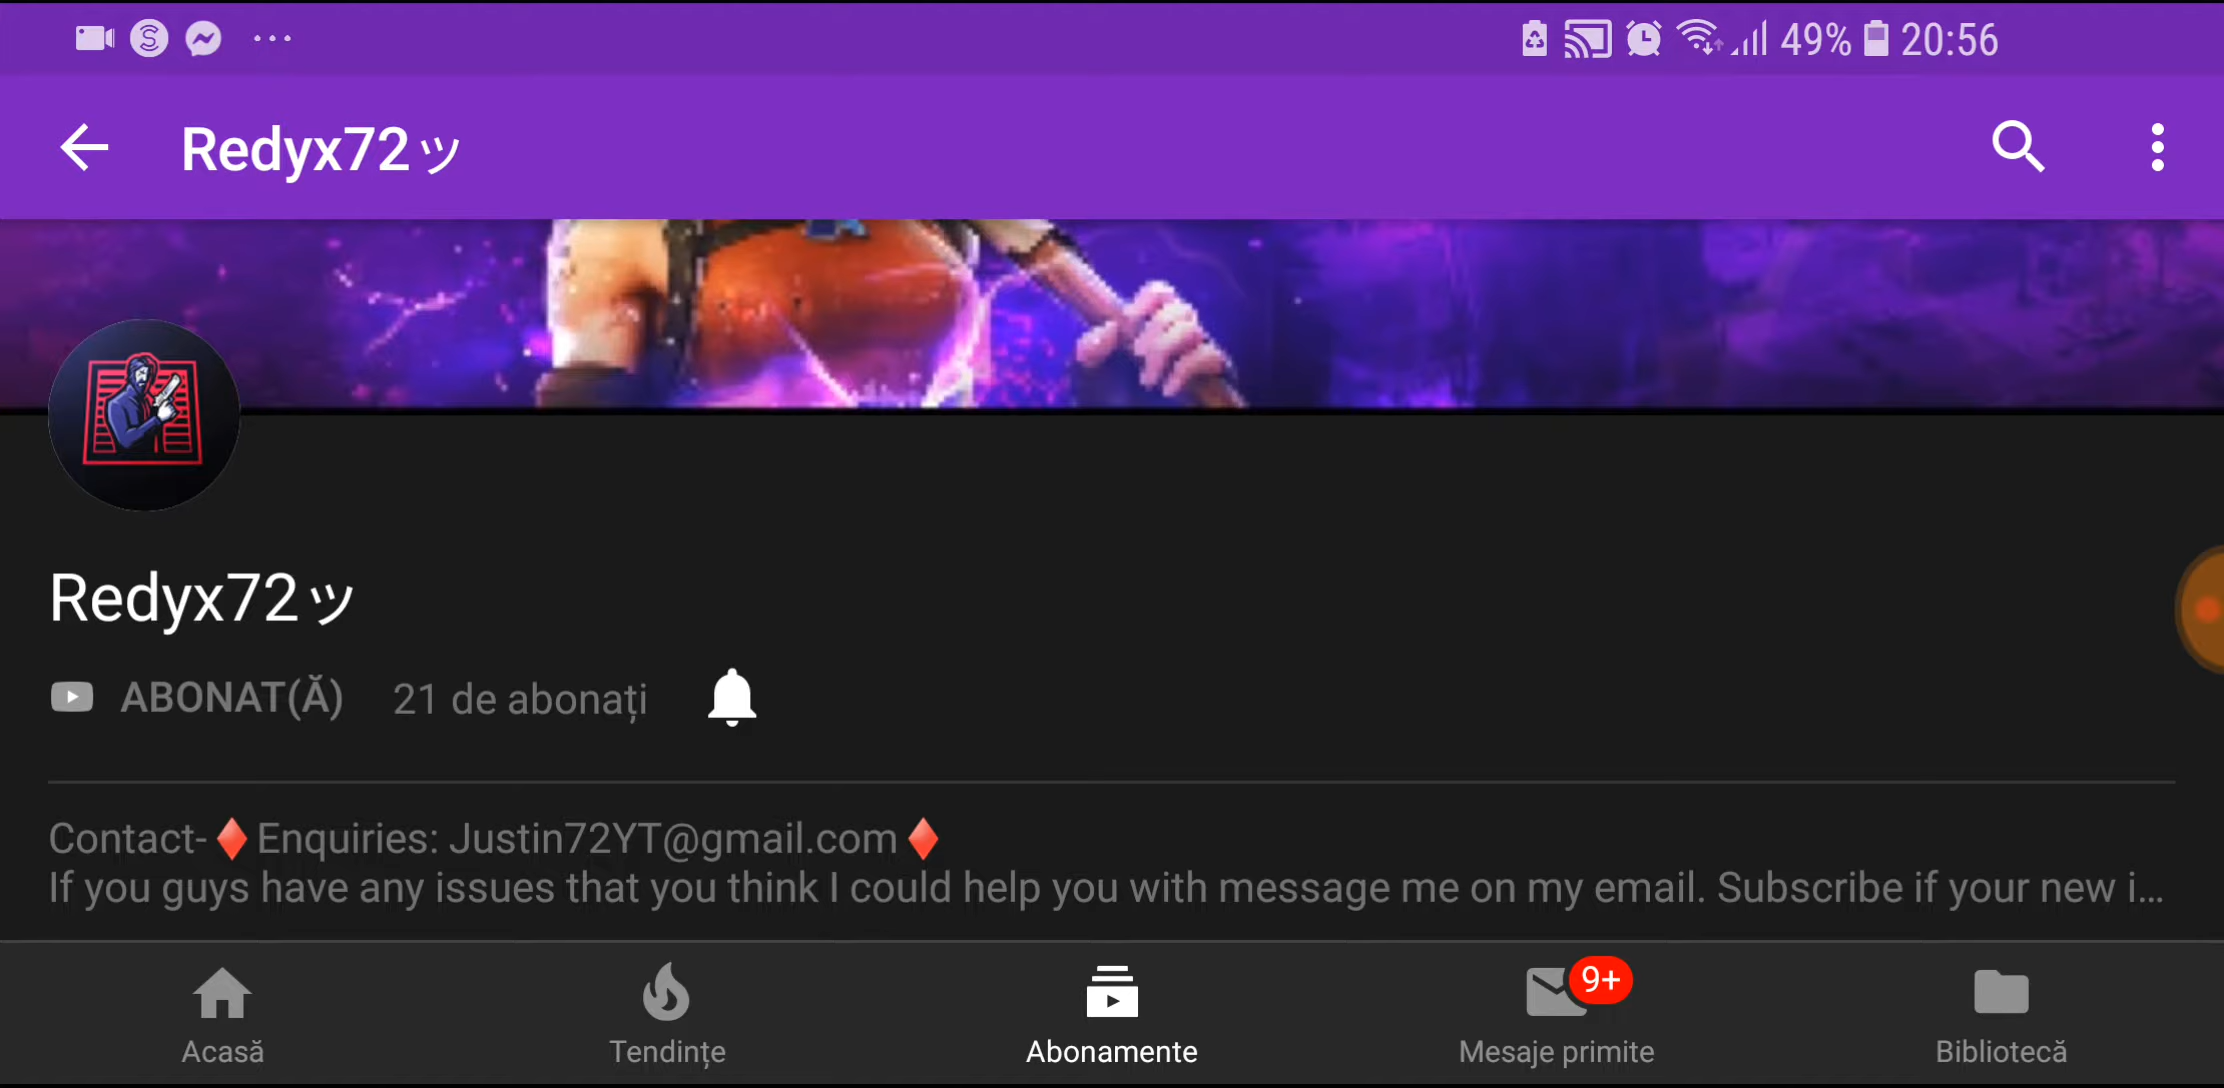 49% 20:56
Redyx72ッ
Redyx72ッ
ABONAT(Ă) 21 de abonați
Contact-♦️Enquiries: Justin72YT@gmail.com♦️
If you guys have any issues that you think I could help you with message me on my email. Subscribe if your new i...
9+
Acasă Tendințe Abonamente Mesaje primite Bibliotecă